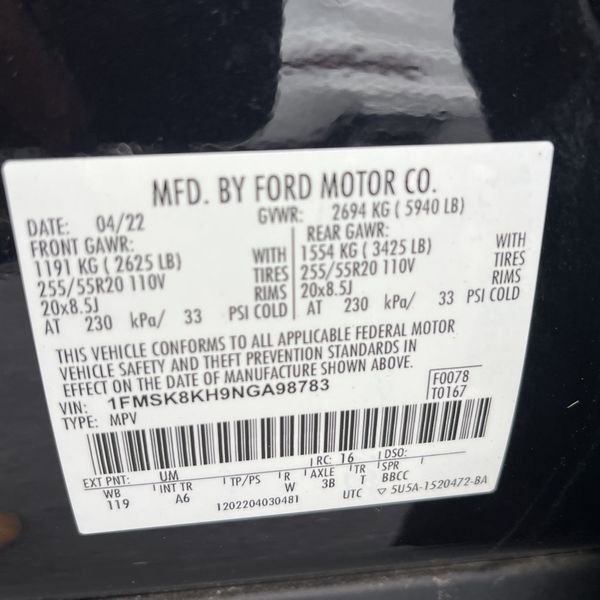 MFD. BY FORD MOTOR CO.
DATE: 04/22 GVWR: 2694 KG ( 5940 LB)
FRONT GAWR: REAR GAWR:
1191 KG ( 2625 LB) WITH 1554 KG ( 3425 LB) WITH
255/55R20 110V TIRES 255/55R20 110V TIRES
20x8.5J RIMS 20x8.5J RIMS
AT 230 kPa/ 33 PSI COLD AT 230 kPa/ 33 PSI COLD
THIS VEHICLE CONFORMS TO ALL APPLICABLE FEDERAL MOTOR
VEHICLE SAFETY AND THEFT PREVENTION STANDARDS IN
EFFECT ON THE DATE OF MANUFACTURE SHOWN ABOVE.
VIN: 1FMSK8KH9NGA98783 F0078
TYPE: MPV T0167
EXT PNT: UM RC: 16 DSO:
WB INT TR TP/PS R AXLE TR SPR
119 A6 W 3B T BBCC
1202204030481 UTC ▽ 5U5A-1520472-BA